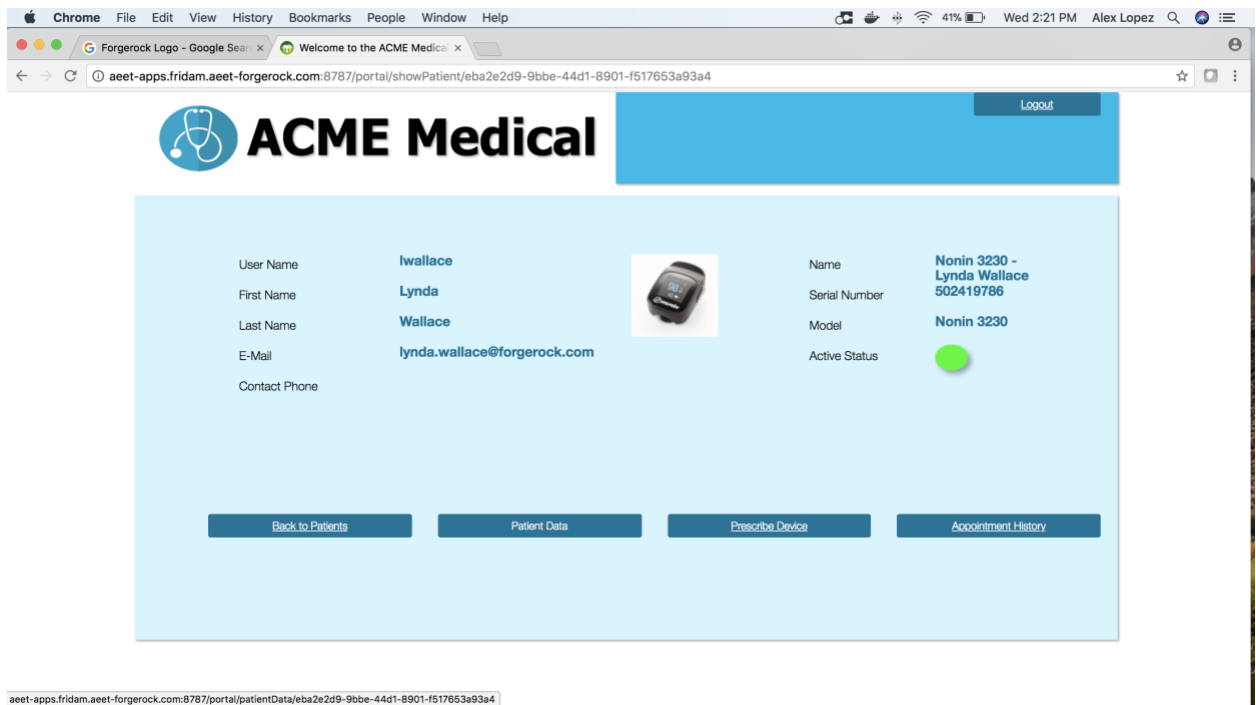 Chrome File Edit View History Bookmarks People Window Help 41% Wed 2:21 PM Alex Lopez
Forgerock Logo - Google Sear × Welcome to the ACME Medical ×
aeet-apps.fridam.aeet-forgerock.com:8787/portal/showPatient/eba2e2d9-9bbe-44d1-8901-f517653a93a4
Logout
ACME Medical
User Name lwallace Name Nonin 3230 -
Lynda Wallace
First Name Lynda Serial Number 502419786
Last Name Wallace Model Nonin 3230
E-Mail lynda.wallace@forgerock.com Active Status
Contact Phone
Back to Patients Patient Data Prescribe Device Appointment History
aeet-apps.fridam.aeet-forgerock.com:8787/portal/patientData/eba2e2d9-9bbe-44d1-8901-f517653a93a4